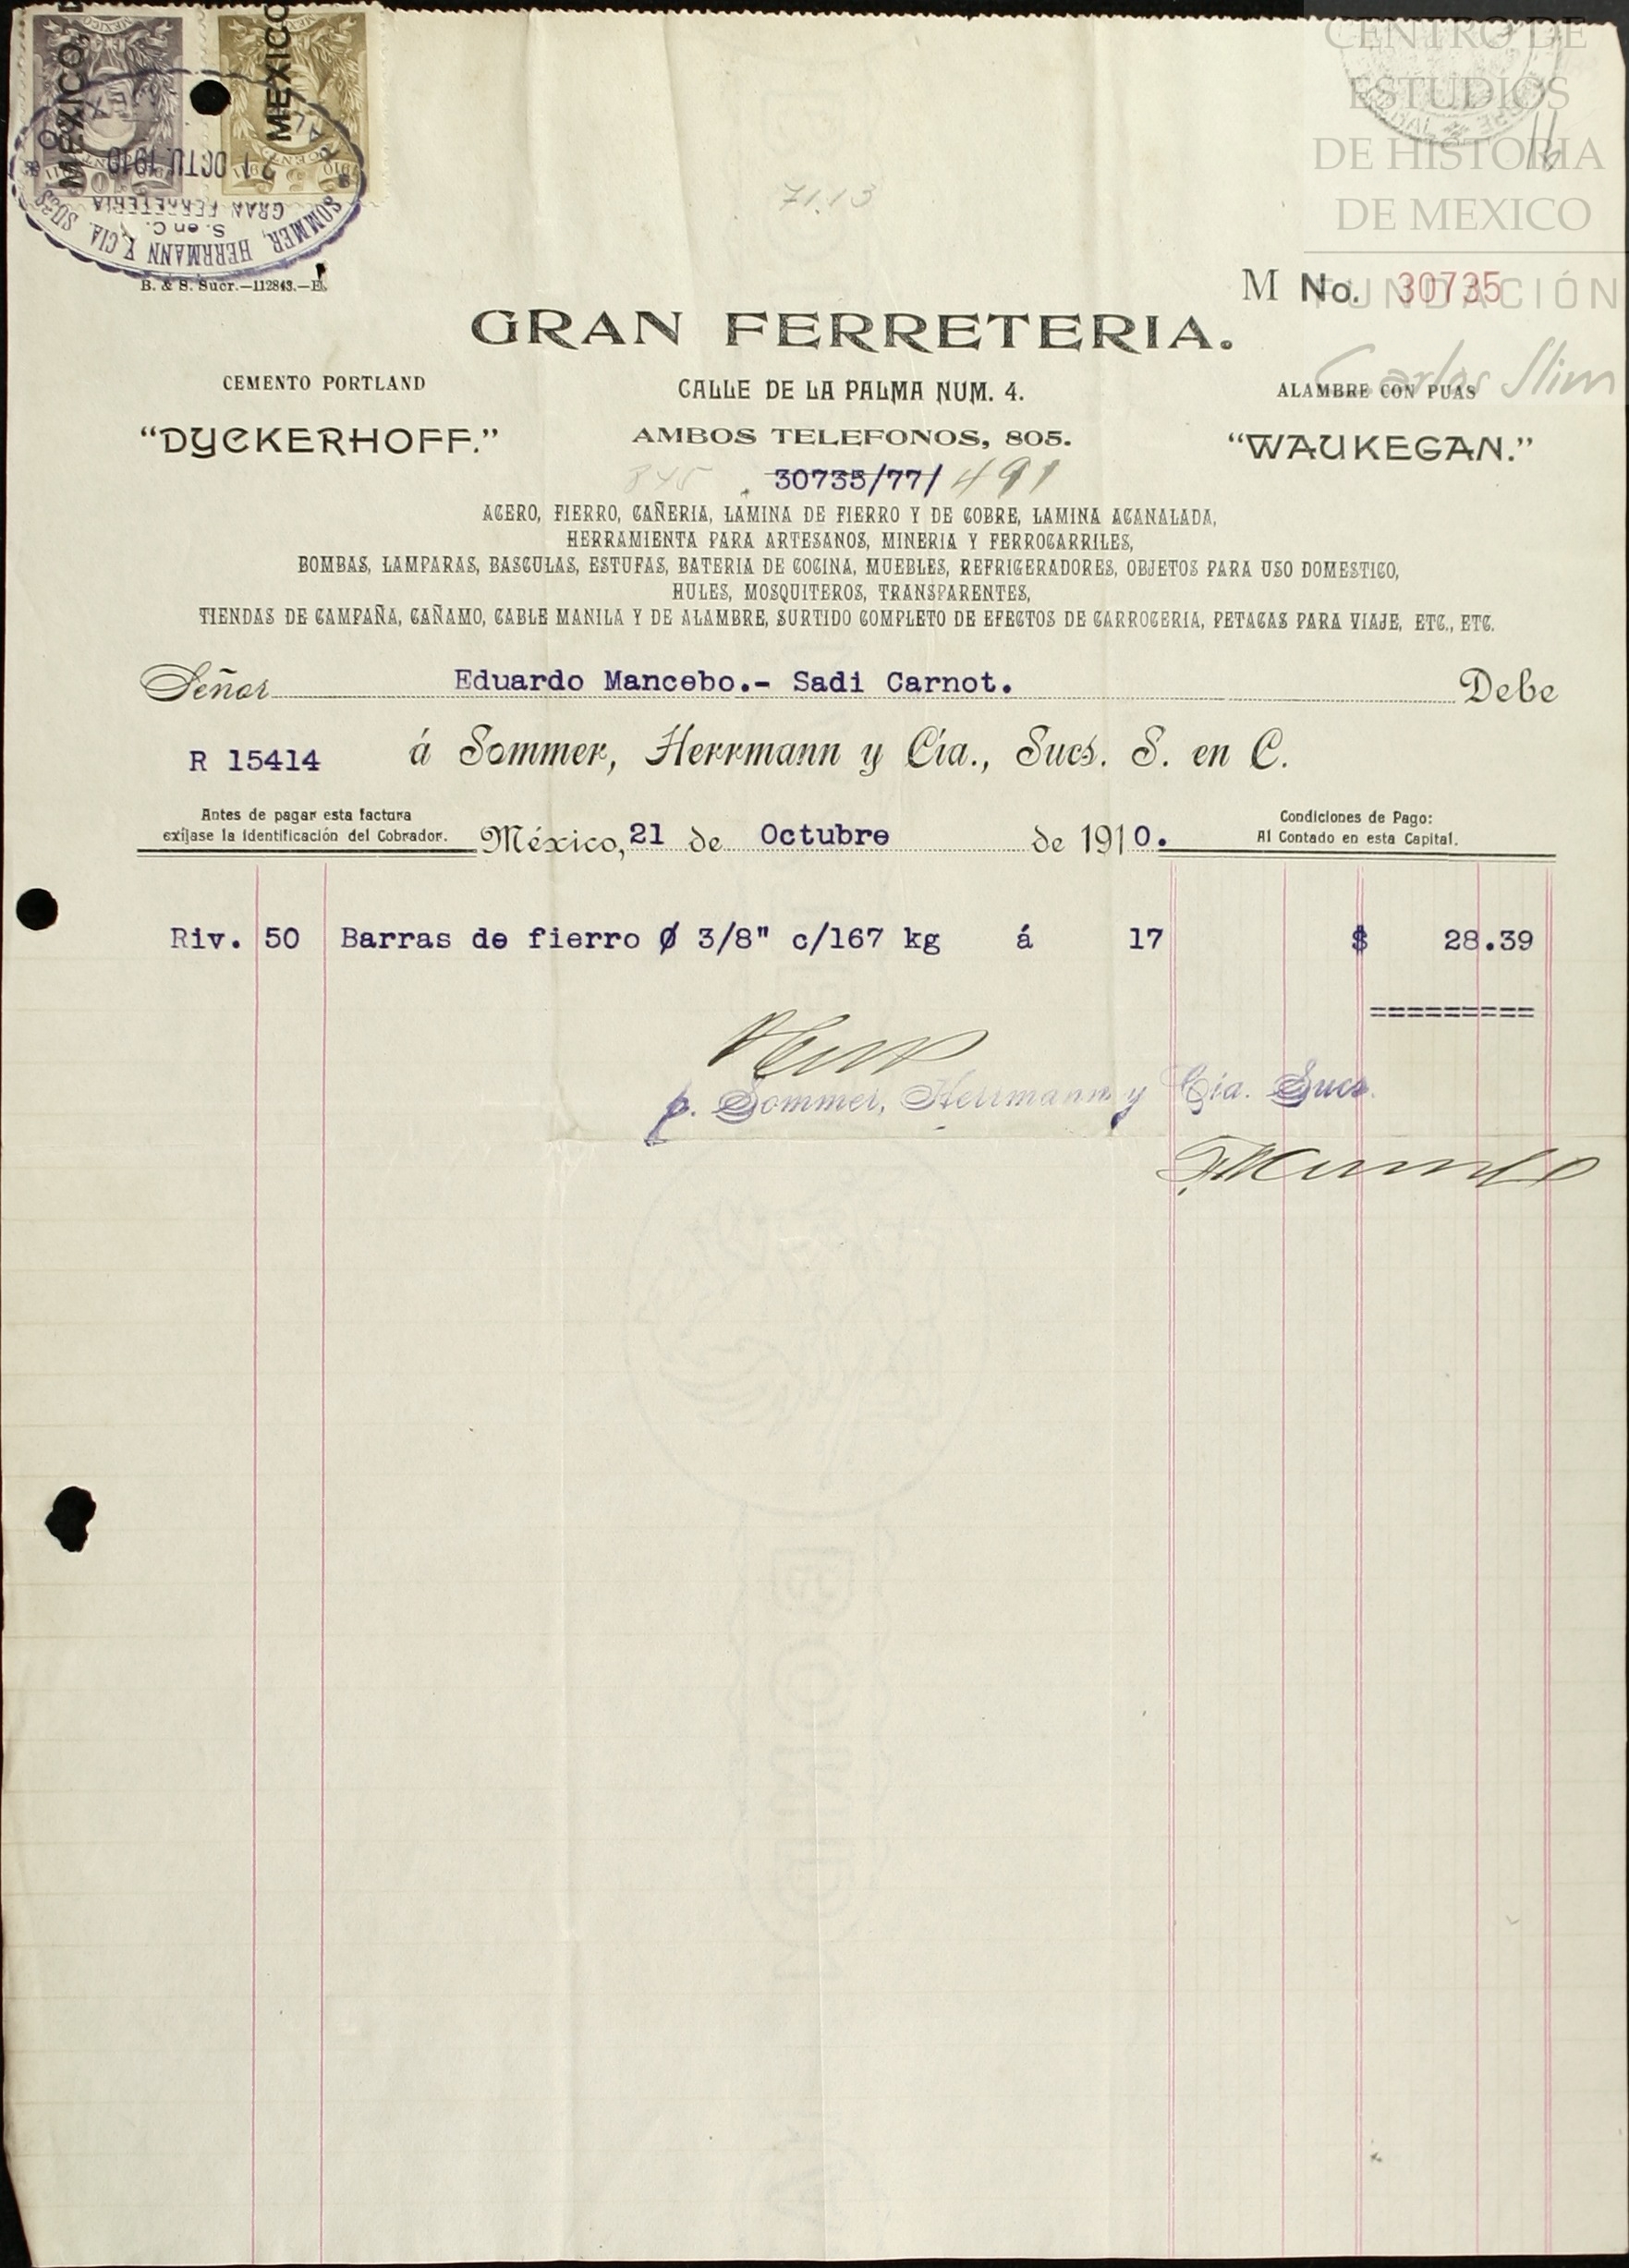 CENTRO DE
ESTUDIOS
DE HISTORIA
DE MEXICO
FUNDACIÓN
Carlos Slim
MEXICO
MEXICO
21 OCTU. 1910
GRAN FERRETERIA
S. en C.
SOMMER, HERRMANN Y CIA. SUCS
71.13
B. & S. Sucr.—112843.—E.
M No. 30735
GRAN FERRETERIA.
CEMENTO PORTLAND
"DYCKERHOFF."
CALLE DE LA PALMA NUM. 4.
AMBOS TELEFONOS, 805.
ALAMBRE CON PUAS
"WAUKEGAN."
845 30735/77/ 491
ACERO, FIERRO, CAÑERIA, LAMINA DE FIERRO Y DE COBRE, LAMINA ACANALADA,
HERRAMIENTA PARA ARTESANOS, MINERIA Y FERROCARRILES,
BOMBAS, LAMPARAS, BASCULAS, ESTUFAS, BATERIA DE COCINA, MUEBLES, REFRIGERADORES, OBJETOS PARA USO DOMESTICO,
HULES, MOSQUITEROS, TRANSPARENTES,
TIENDAS DE CAMPAÑA, CAÑAMO, CABLE MANILA Y DE ALAMBRE, SURTIDO COMPLETO DE EFECTOS DE CARROCERIA, PETACAS PARA VIAJE, ETC., ETC.
Señor Eduardo Mancebo.- Sadi Carnot. Debe
R 15414 á Sommer, Herrmann y Cía., Sucs. S. en C.
Antes de pagar esta factura
exíjase la identificación del Cobrador.
México, 21 de Octubre de 1910.
Condiciones de Pago:
Al Contado en esta Capital.
Riv. 50 Barras de fierro Ø 3/8" c/167 kg á 17 $ 28.39
=========
p. Sommer, Herrmann y Cia. Sucs.